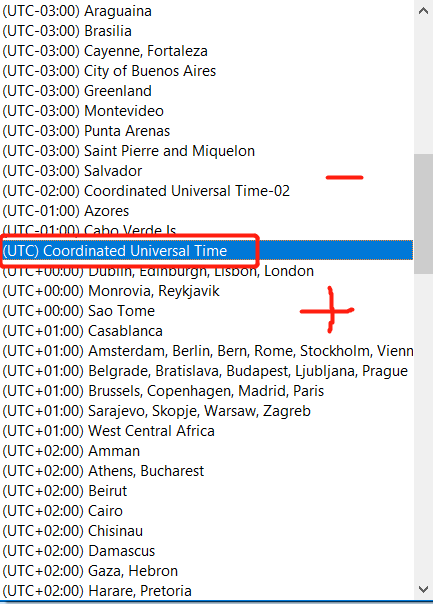 (UTC-03:00) Araguaina
(UTC-03:00) Brasilia
(UTC-03:00) Cayenne, Fortaleza
(UTC-03:00) City of Buenos Aires
(UTC-03:00) Greenland
(UTC-03:00) Montevideo
(UTC-03:00) Punta Arenas
(UTC-03:00) Saint Pierre and Miquelon
(UTC-03:00) Salvador
(UTC-02:00) Coordinated Universal Time-02
(UTC-01:00) Azores
(UTC-01:00) Cabo Verde Is.
(UTC) Coordinated Universal Time
(UTC+00:00) Dublin, Edinburgh, Lisbon, London
(UTC+00:00) Monrovia, Reykjavik
(UTC+00:00) Sao Tome
(UTC+01:00) Casablanca
(UTC+01:00) Amsterdam, Berlin, Bern, Rome, Stockholm, Vienn
(UTC+01:00) Belgrade, Bratislava, Budapest, Ljubljana, Prague
(UTC+01:00) Brussels, Copenhagen, Madrid, Paris
(UTC+01:00) Sarajevo, Skopje, Warsaw, Zagreb
(UTC+01:00) West Central Africa
(UTC+02:00) Amman
(UTC+02:00) Athens, Bucharest
(UTC+02:00) Beirut
(UTC+02:00) Cairo
(UTC+02:00) Chisinau
(UTC+02:00) Damascus
(UTC+02:00) Gaza, Hebron
(UTC+02:00) Harare, Pretoria